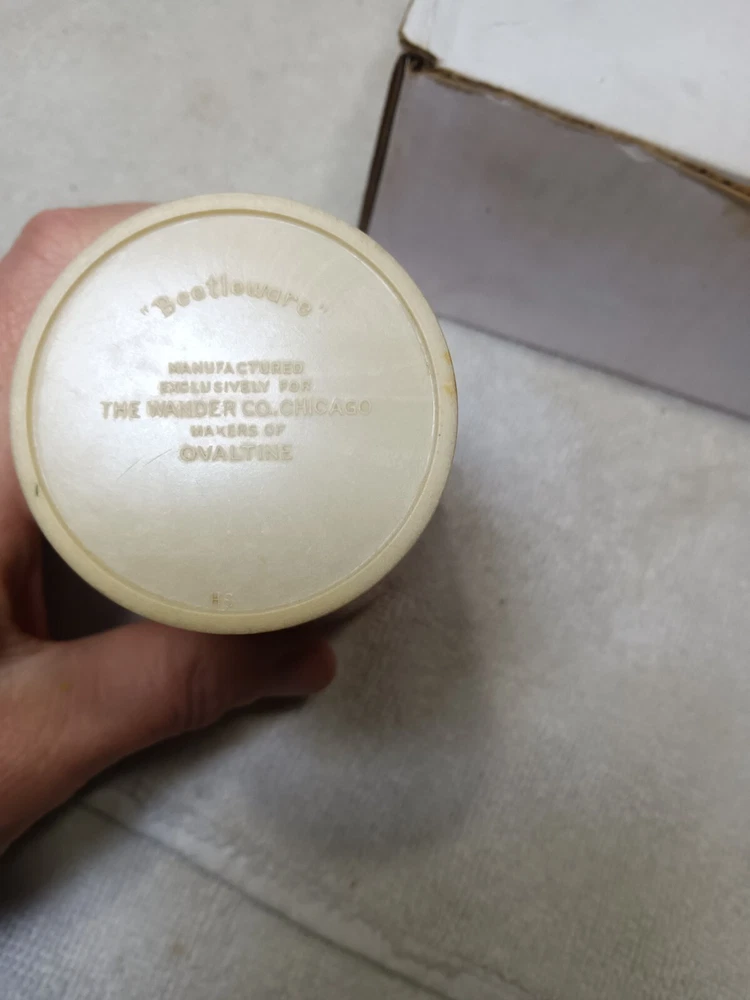 "Beetleware"
MANUFACTURED
EXCLUSIVELY FOR
THE WANDER CO. CHICAGO
MAKERS OF
OVALTINE